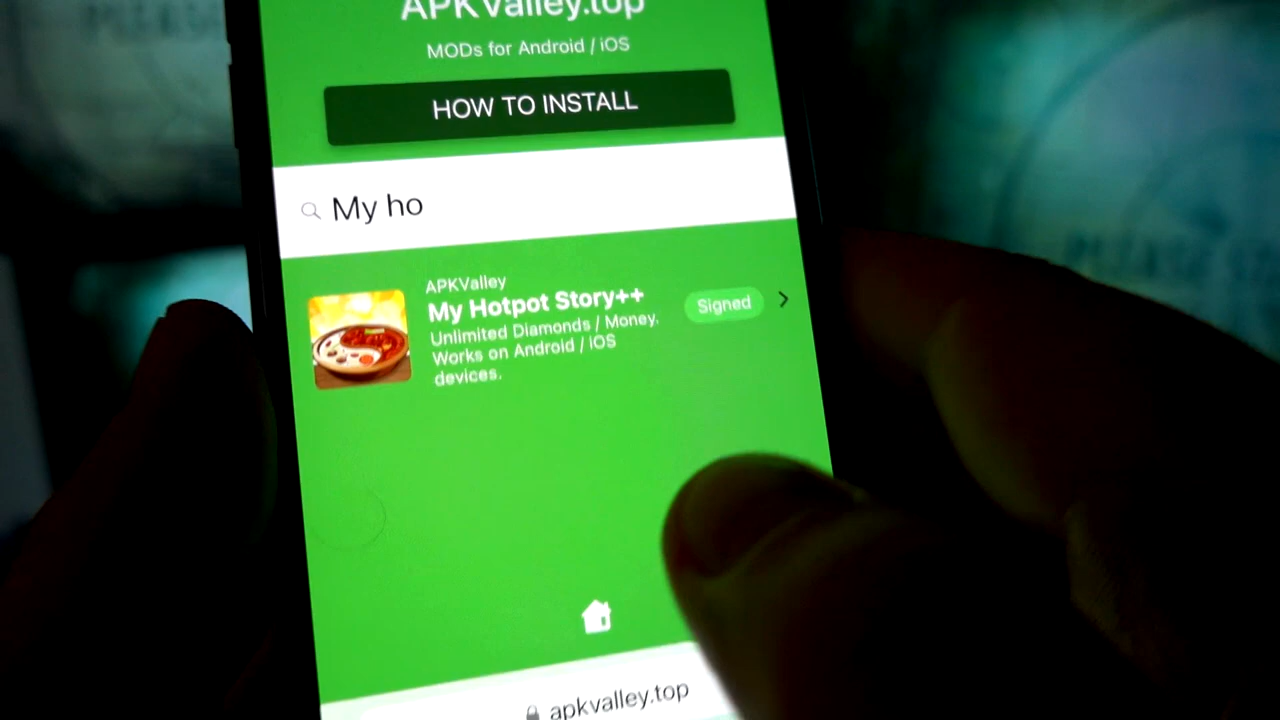 APKValley.top
MODs for Android / iOS
HOW TO INSTALL
My ho
APKValley
My Hotpot Story++
Unlimited Diamonds / Money.
Works on Android / iOS
devices.
Signed
apkvalley.top